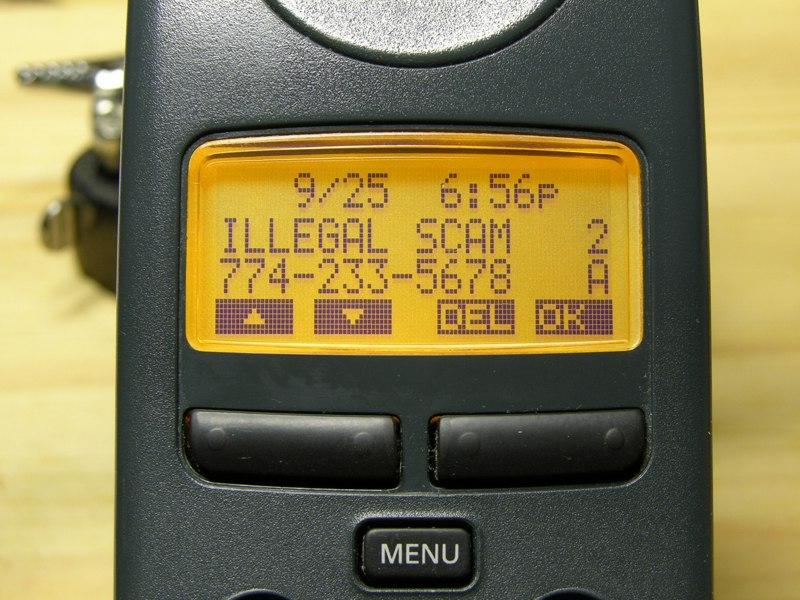 9/25 6:56p
ILLEGAL SCAM 2
774-233-5678 A
▲ ▼ DEL OK
MENU